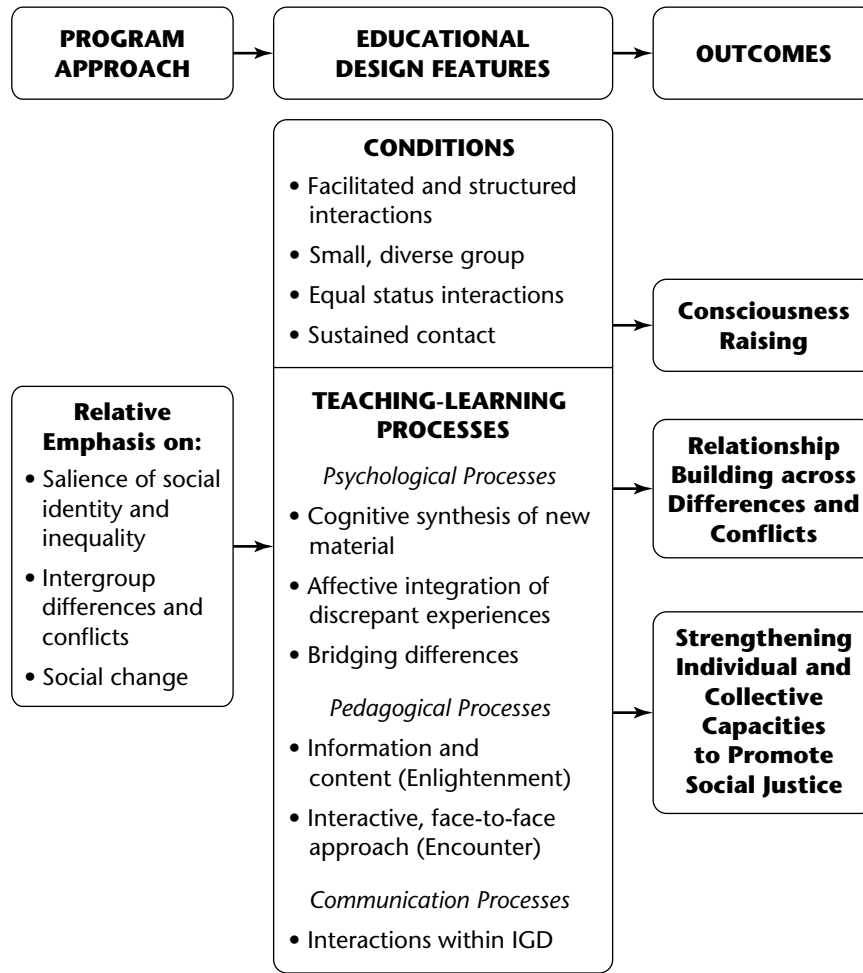 PROGRAM
APPROACH
EDUCATIONAL
DESIGN FEATURES
OUTCOMES
Relative
Emphasis on:
• Salience of social
identity and
inequality
• Intergroup
differences and
conflicts
• Social change
CONDITIONS
• Facilitated and structured
interactions
• Small, diverse group
• Equal status interactions
• Sustained contact
TEACHING-LEARNING
PROCESSES
Psychological Processes
• Cognitive synthesis of new
material
• Affective integration of
discrepant experiences
• Bridging differences
Pedagogical Processes
• Information and
content (Enlightenment)
• Interactive, face-to-face
approach (Encounter)
Communication Processes
• Interactions within IGD
Consciousness
Raising
Relationship
Building across
Differences and
Conflicts
Strengthening
Individual and
Collective
Capacities
to Promote
Social Justice